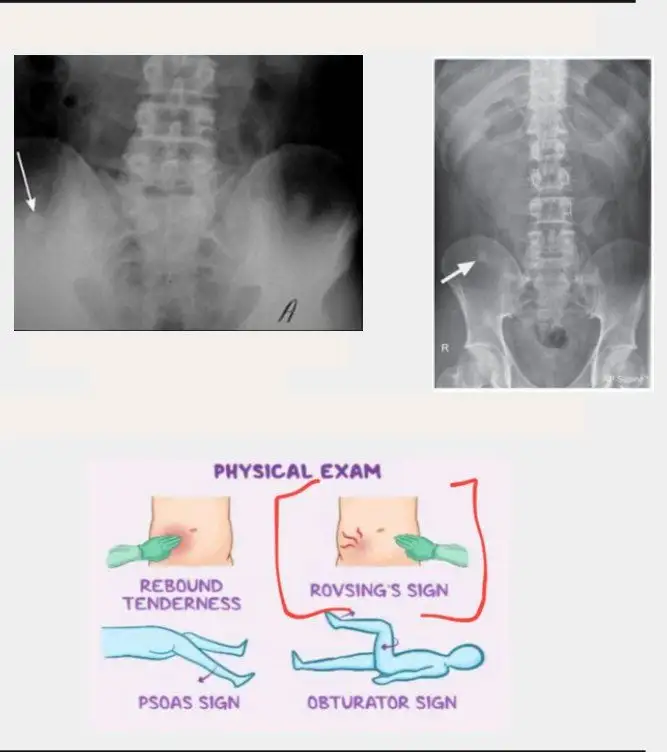 A
R
PHYSICAL EXAM
REBOUND
TENDERNESS
ROVSING'S SIGN
PSOAS SIGN
OBTURATOR SIGN